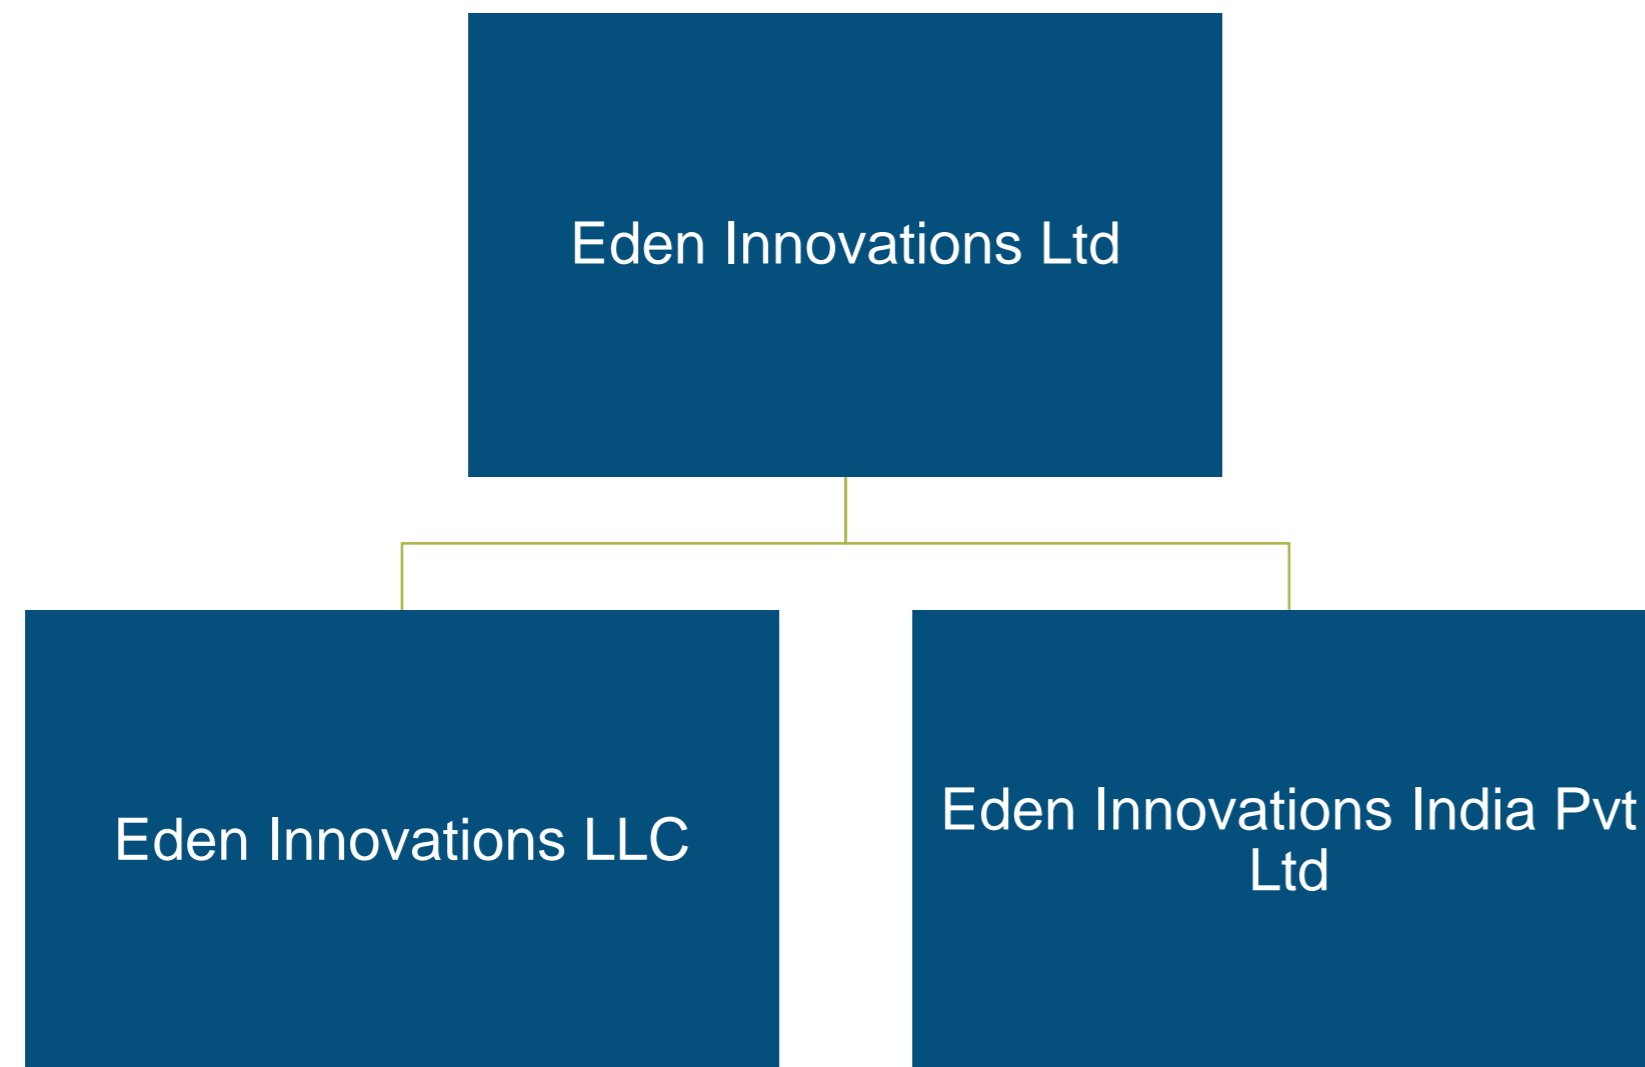 Eden Innovations Ltd
Eden Innovations LLC
Eden Innovations India Pvt
Ltd